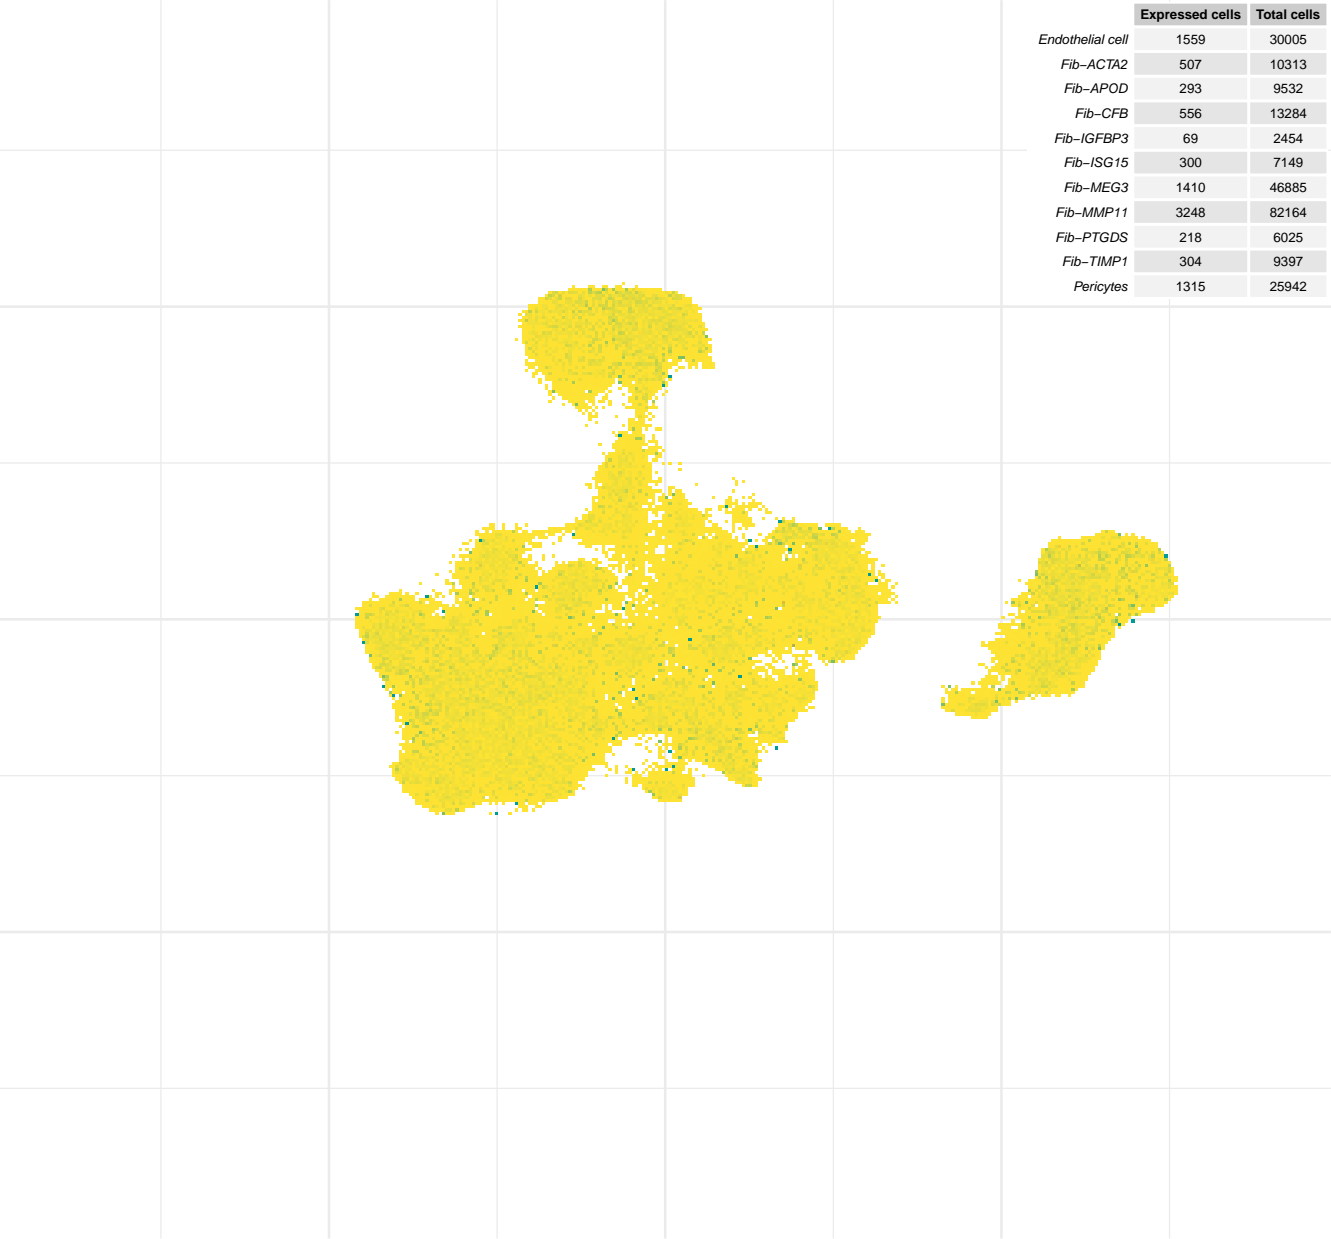 Expressed cells Total cells
Endothelial cell 1559 30005
Fib−ACTA2 507 10313
Fib−APOD 293 9532
Fib−CFB 556 13284
Fib−IGFBP3 69 2454
Fib−ISG15 300 7149
Fib−MEG3 1410 46885
Fib−MMP11 3248 82164
Fib−PTGDS 218 6025
Fib−TIMP1 304 9397
Pericytes 1315 25942